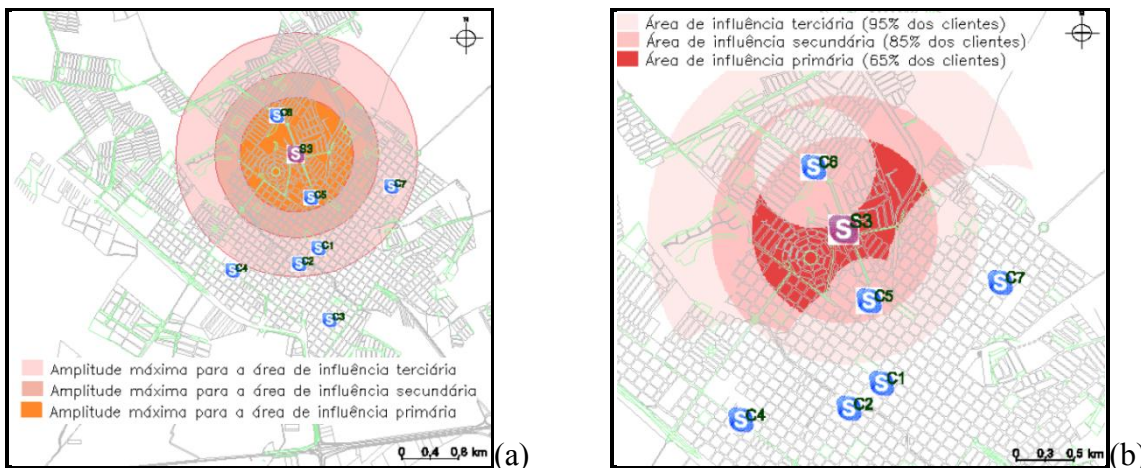 N
C6
S3
C5
C7
C1
C2
C4
C3
Amplitude máxima para a área de influência terciária
Amplitude máxima para a área de influência secundária
Amplitude máxima para a área de influência primária
0 0,4 0,8 km
(a)
Área de influência terciária (95% dos clientes)
Área de influência secundária (85% dos clientes)
Área de influência primária (65% dos clientes)
C6
S3
C7
C5
C1
C2
C4
0 0,3 0,5 km
(b)